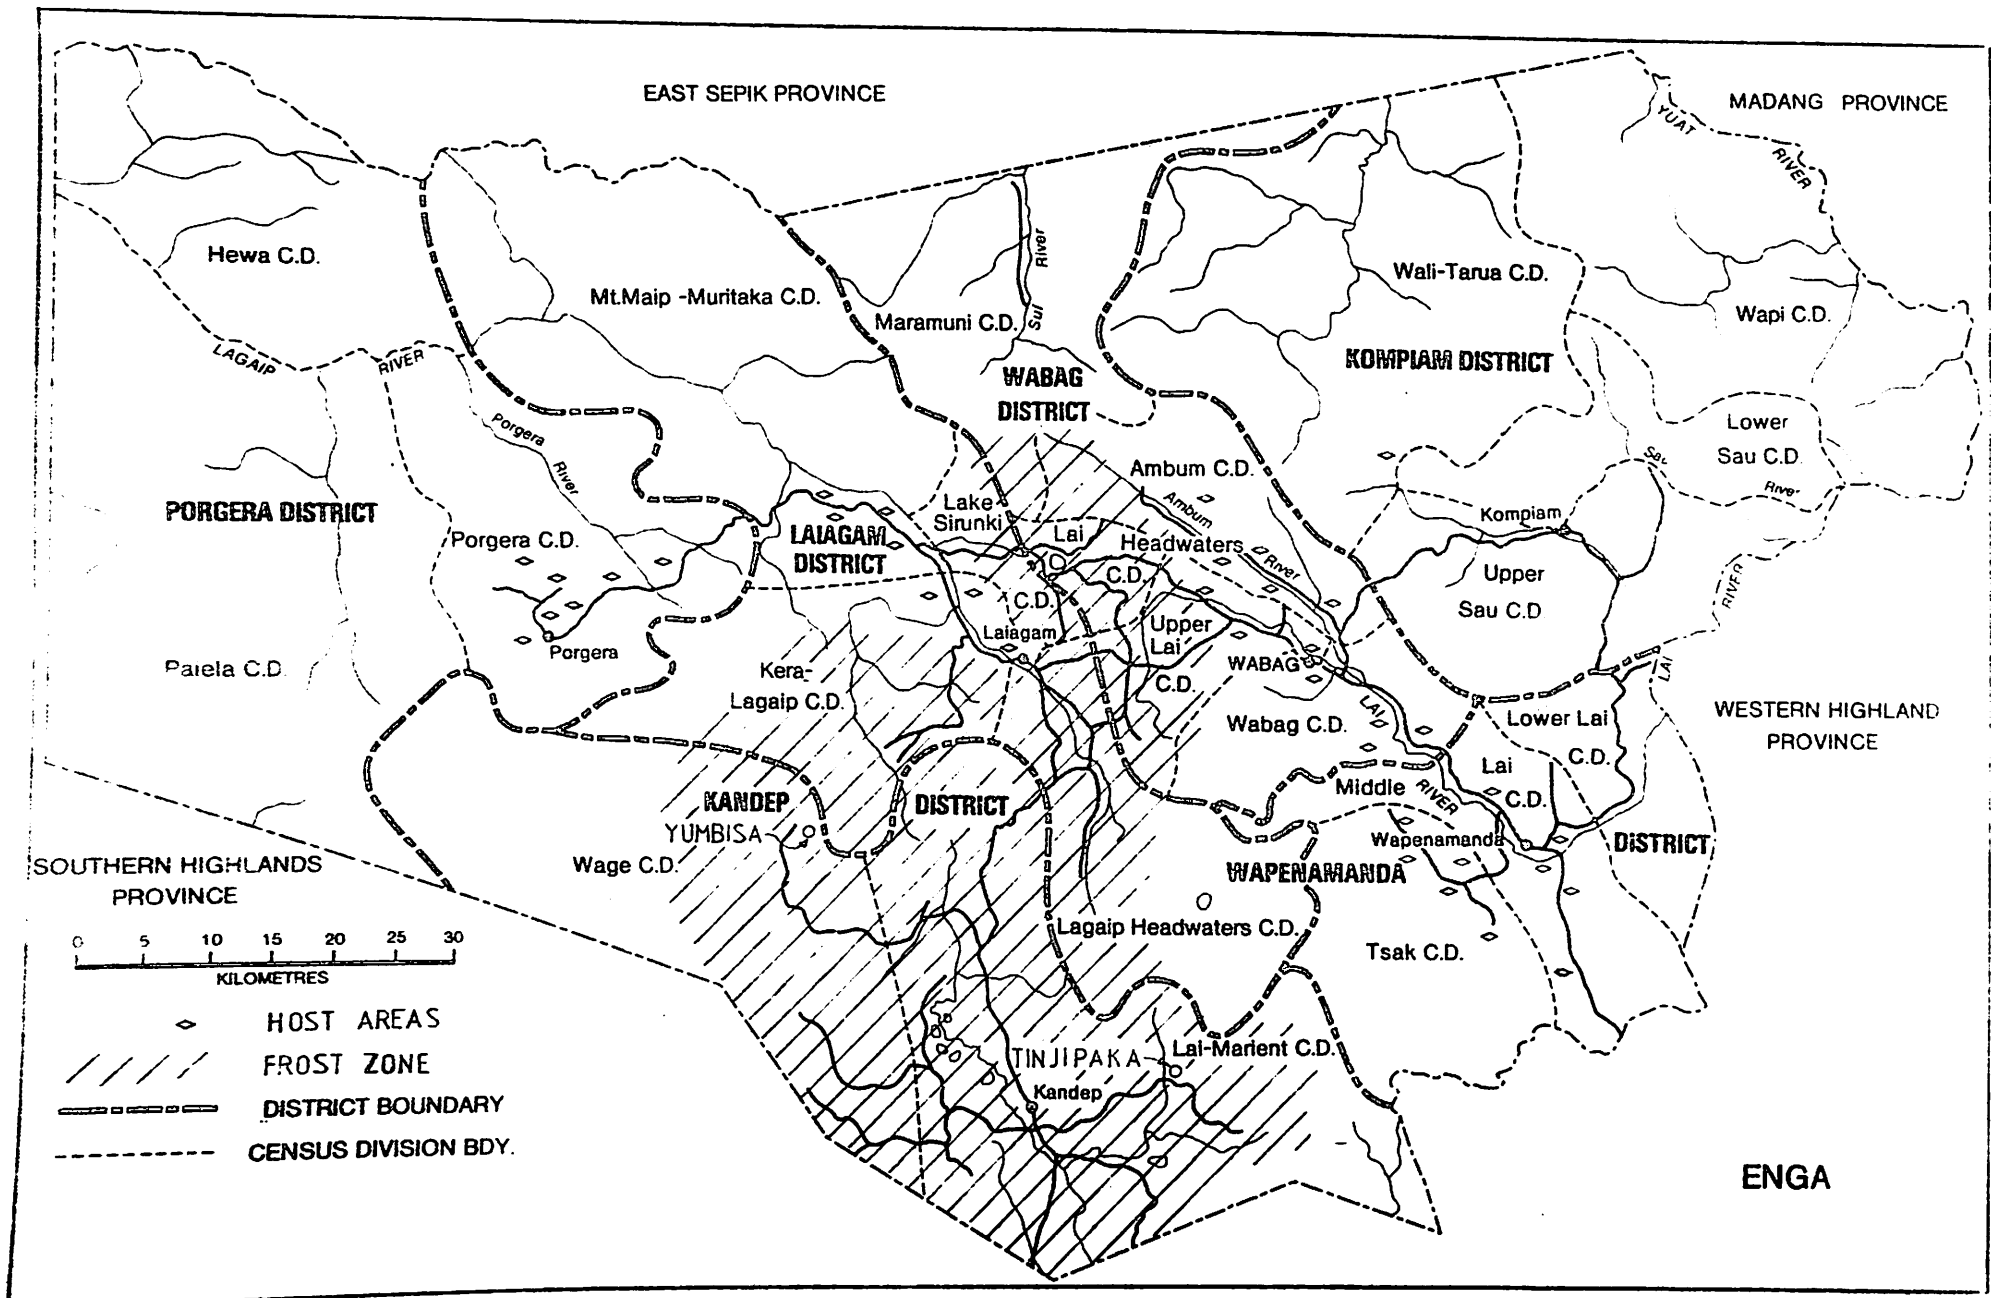 EAST SEPIK PROVINCE
MADANG PROVINCE
YUAT
RIVER
Hewa C.D.
Mt.Maip -Muritaka C.D.
Maramuni C.D.
Sul
River
Wali-Tarua C.D.
Wapi C.D.
LAGAIP
RIVER
WABAG
DISTRICT
KOMPIAM DISTRICT
Lower
Sau C.D.
Sau
River
Porgera
River
PORGERA DISTRICT
Porgera C.D.
LAIAGAM
DISTRICT
Lake
Sirunki
Lai
Headwaters
C.D.
C.D.
Ambum C.D.
Ambum
River
Kompiam
Upper
Sau C.D.
RIVER
LAI
Laiagam
Upper
Lai
C.D.
WABAG
Wabag C.D.
LAI
RIVER
Porgera
Paiela C.D.
Kera-
Lagaip C.D.
Lower Lai
C.D.
WESTERN HIGHLAND
PROVINCE
Lai
C.D.
Middle
KANDEP
DISTRICT
YUMBISA
Wage C.D.
Wapenamanda
WAPENAMANDA
DISTRICT
Lagaip Headwaters C.D.
Tsak C.D.
Lai-Marient C.D.
TINJIPAKA
Kandep
SOUTHERN HIGHLANDS
PROVINCE
0 5 10 15 20 25 30
KILOMETRES
HOST AREAS
FROST ZONE
DISTRICT BOUNDARY
CENSUS DIVISION BDY.
ENGA